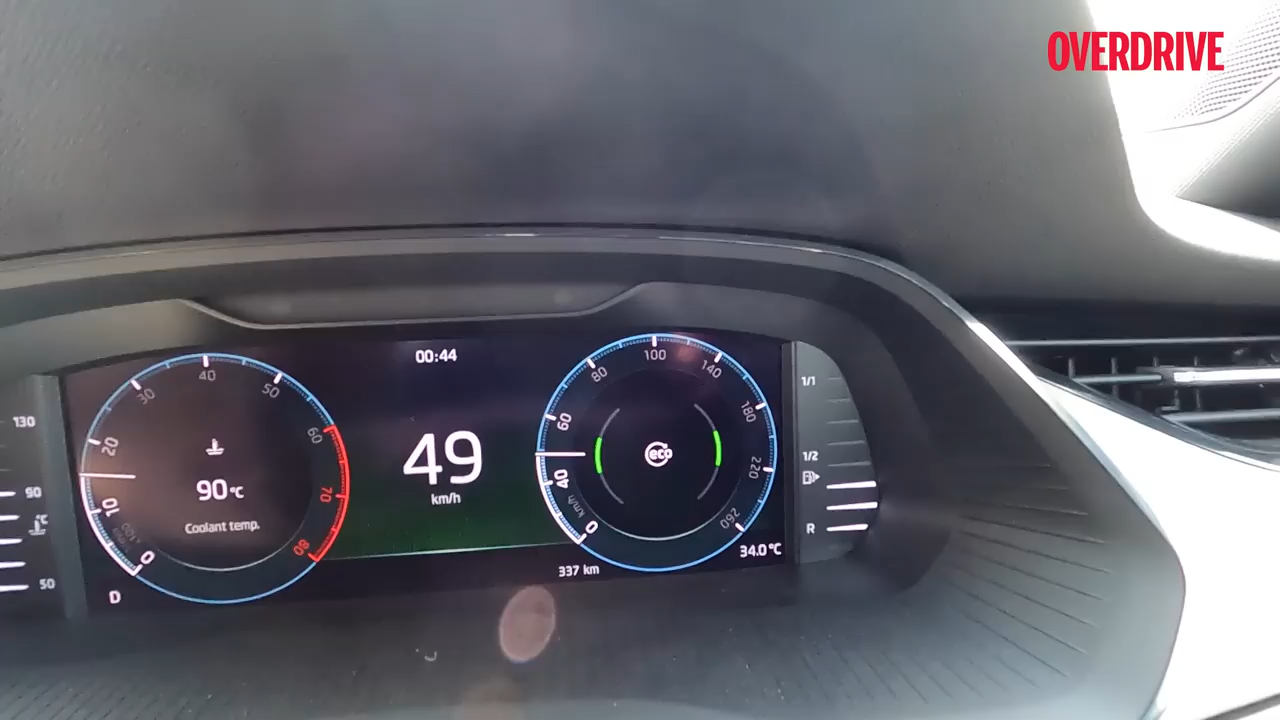 OVERDRIVE
130
90
°C
50
0
10
20
30
40
50
60
70
80
90°C
Coolant temp.
D
00:44
49
km/h
0
40
60
80
100
140
180
220
260
km/h
eco
337 km
34.0°C
1/1
1/2
R